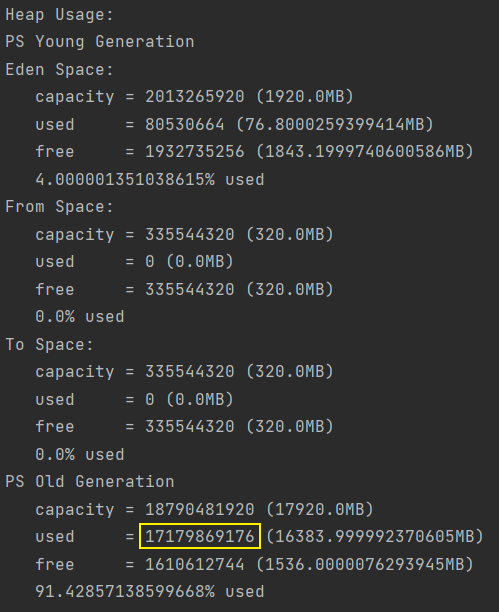 Heap Usage:
PS Young Generation
Eden Space:
   capacity = 2013265920 (1920.0MB)
   used     = 80530664 (76.8000259399414MB)
   free     = 1932735256 (1843.1999740600586MB)
   4.000001351038615% used
From Space:
   capacity = 335544320 (320.0MB)
   used     = 0 (0.0MB)
   free     = 335544320 (320.0MB)
   0.0% used
To Space:
   capacity = 335544320 (320.0MB)
   used     = 0 (0.0MB)
   free     = 335544320 (320.0MB)
   0.0% used
PS Old Generation
   capacity = 18790481920 (17920.0MB)
   used     = 17179869176 (16383.999992370605MB)
   free     = 1610612744 (1536.0000076293945MB)
   91.42857138599668% used